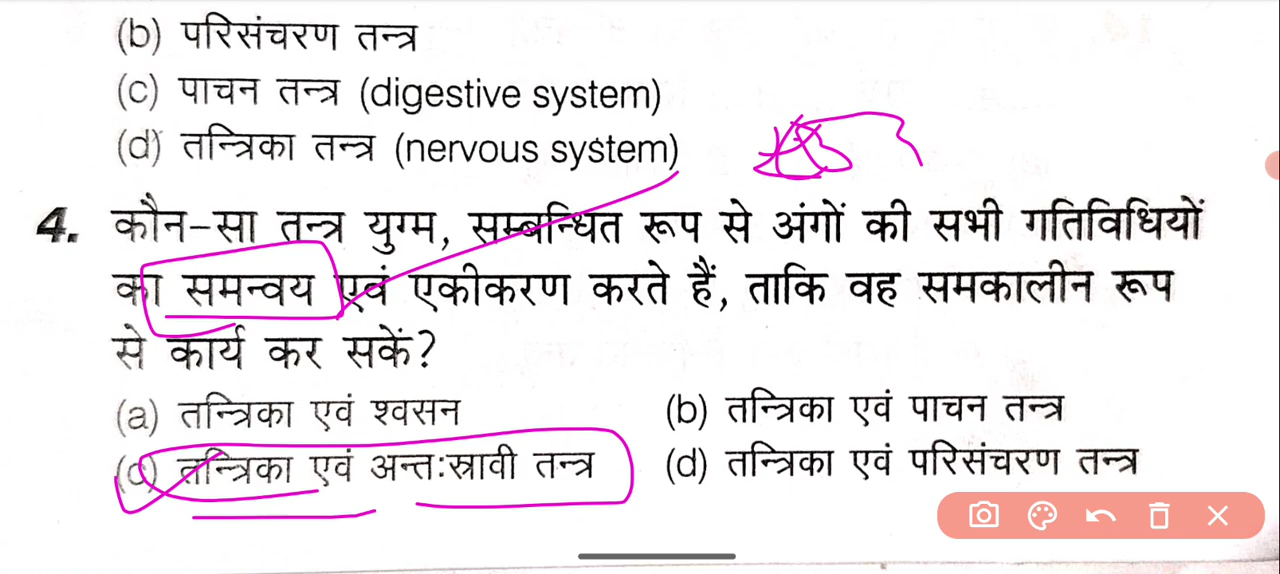 (b) परिसंचरण तन्त्र
(c) पाचन तन्त्र (digestive system)
(d) तन्त्रिका तन्त्र (nervous system)
4. कौन-सा तन्त्र युग्म, सम्बन्धित रूप से अंगों की सभी गतिविधियों
का समन्वय एवं एकीकरण करते हैं, ताकि वह समकालीन रूप
से कार्य कर सकें?
(a) तन्त्रिका एवं श्वसन (b) तन्त्रिका एवं पाचन तन्त्र
(c) तन्त्रिका एवं अन्तःस्रावी तन्त्र (d) तन्त्रिका एवं परिसंचरण तन्त्र